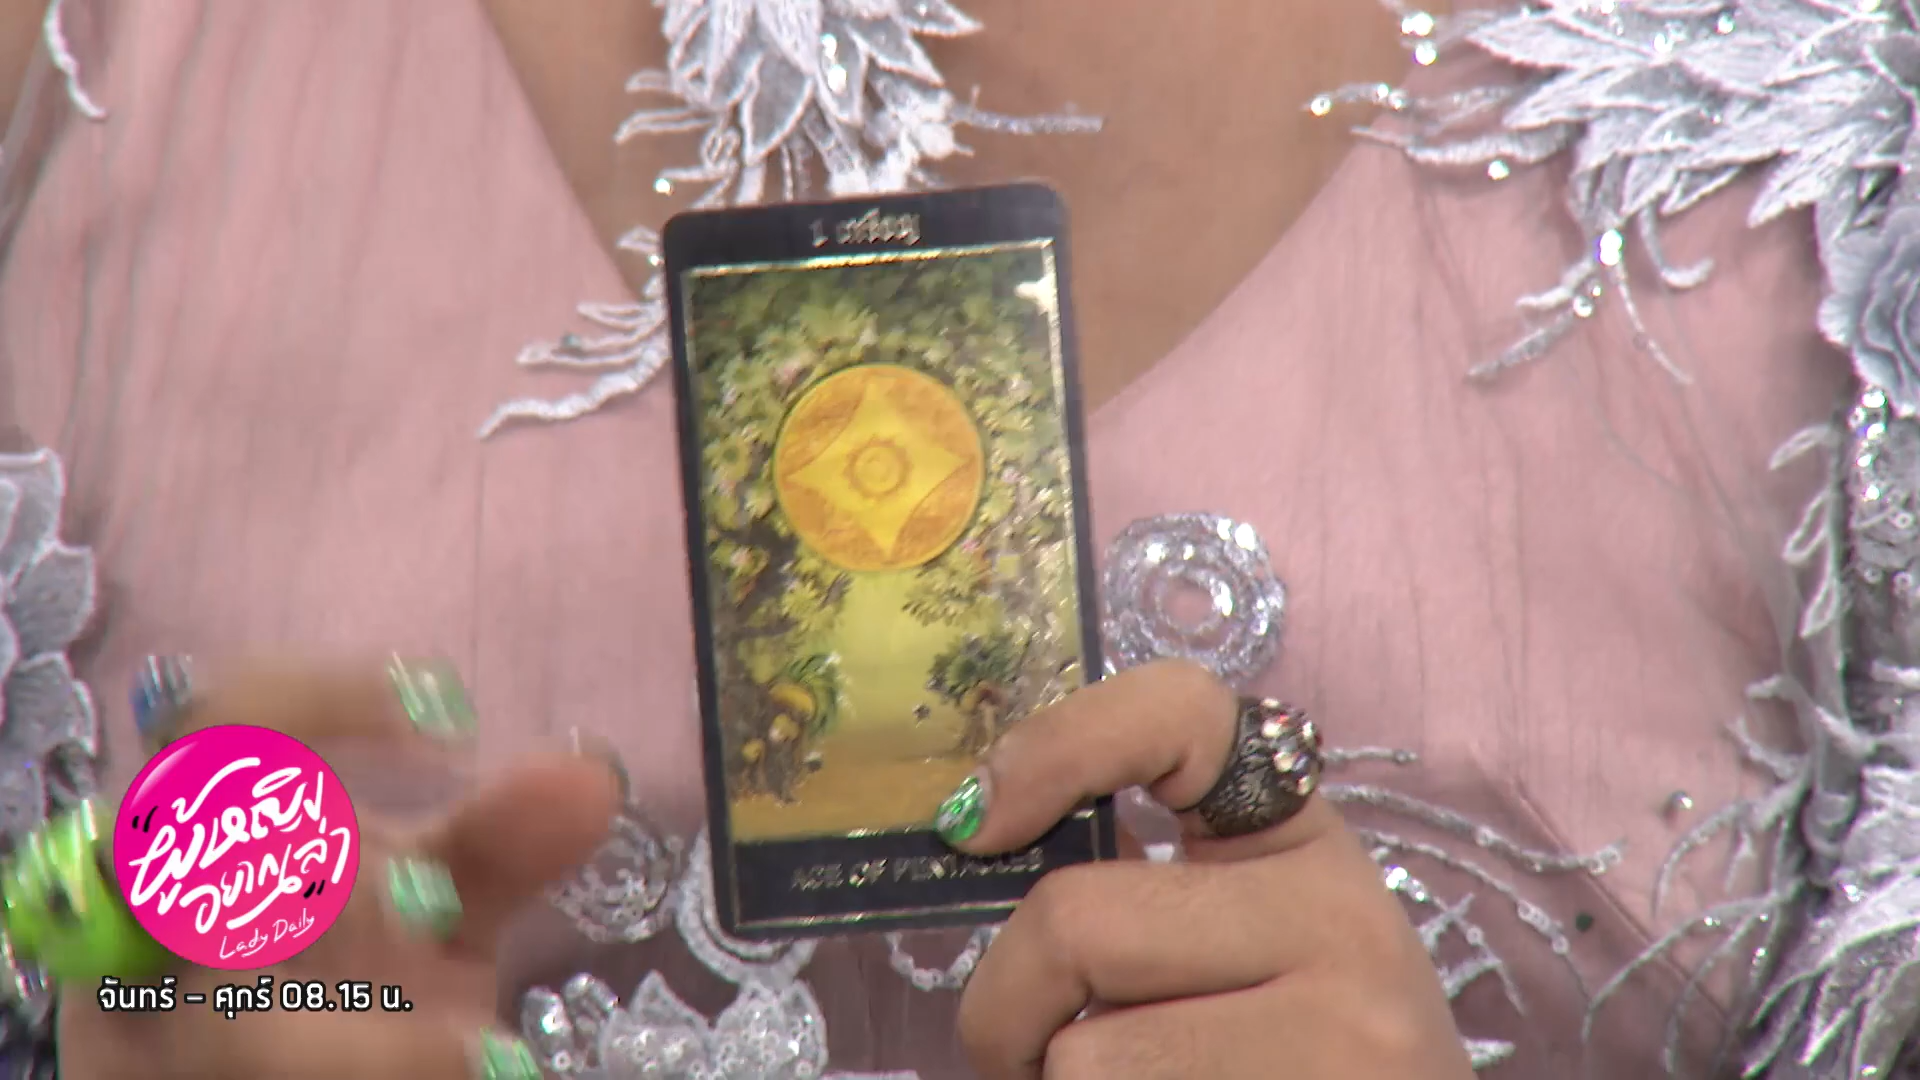 1 เหรียญ
ACE OF PENTACLES
"ผู้หญิง
อยากเล่า"
Lady Daily
จันทร์ – ศุกร์ 08.15 น.